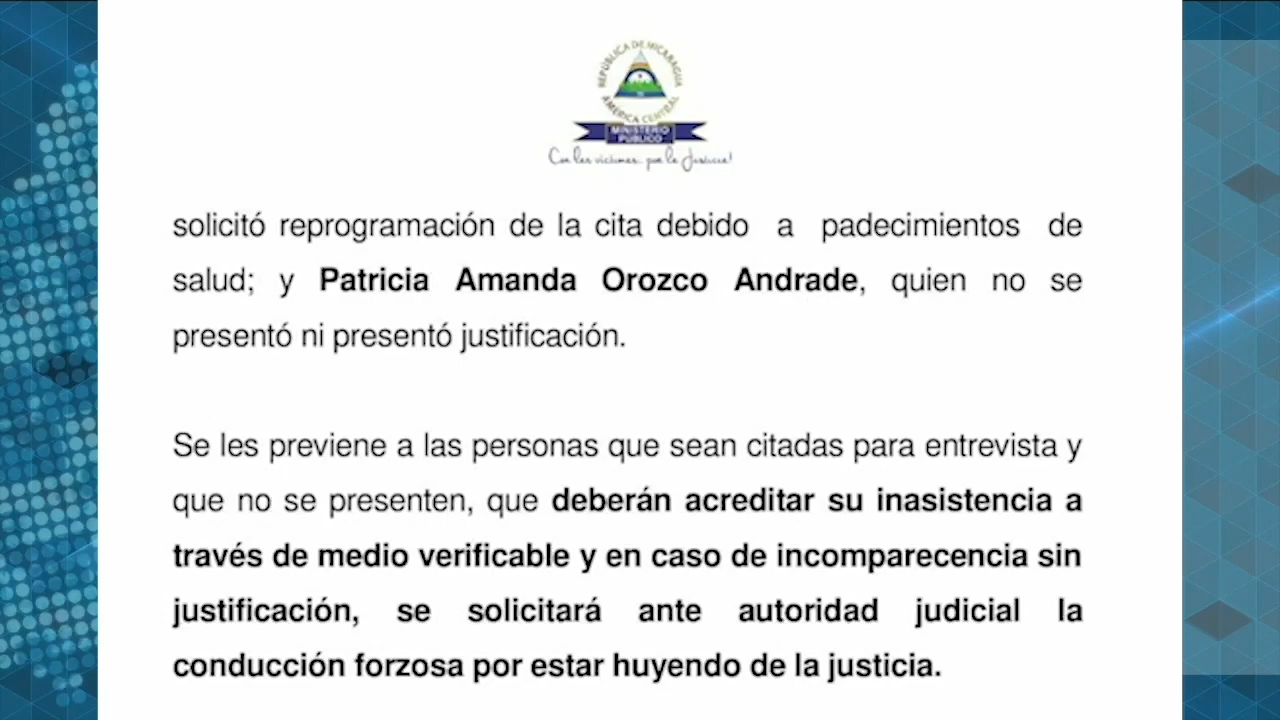 REPÚBLICA DE NICARAGUA
AMÉRICA CENTRAL
MINISTERIO
PÚBLICO
Con las víctimas, por la Justicia!
solicitó reprogramación de la cita debido a padecimientos de
salud; y Patricia Amanda Orozco Andrade, quien no se
presentó ni presentó justificación.
Se les previene a las personas que sean citadas para entrevista y
que no se presenten, que deberán acreditar su inasistencia a
través de medio verificable y en caso de incomparecencia sin
justificación, se solicitará ante autoridad judicial la
conducción forzosa por estar huyendo de la justicia.